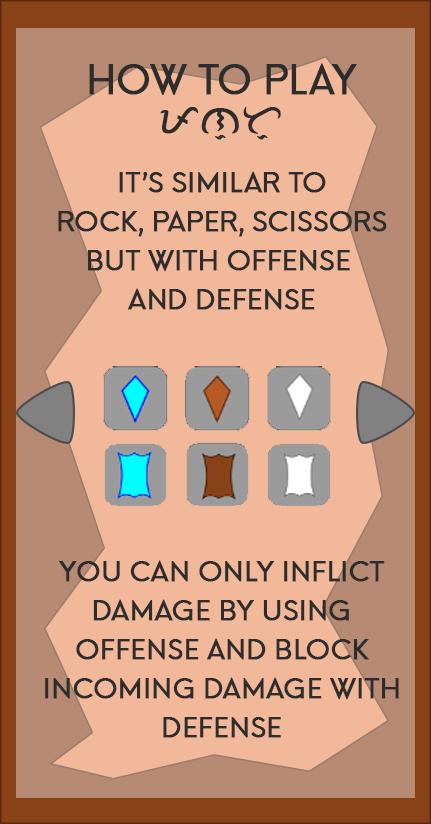 HOW TO PLAY
ᜉᜈᜓᜆᜓ
IT'S SIMILAR TO
ROCK, PAPER, SCISSORS
BUT WITH OFFENSE
AND DEFENSE
YOU CAN ONLY INFLICT
DAMAGE BY USING
OFFENSE AND BLOCK
INCOMING DAMAGE WITH
DEFENSE